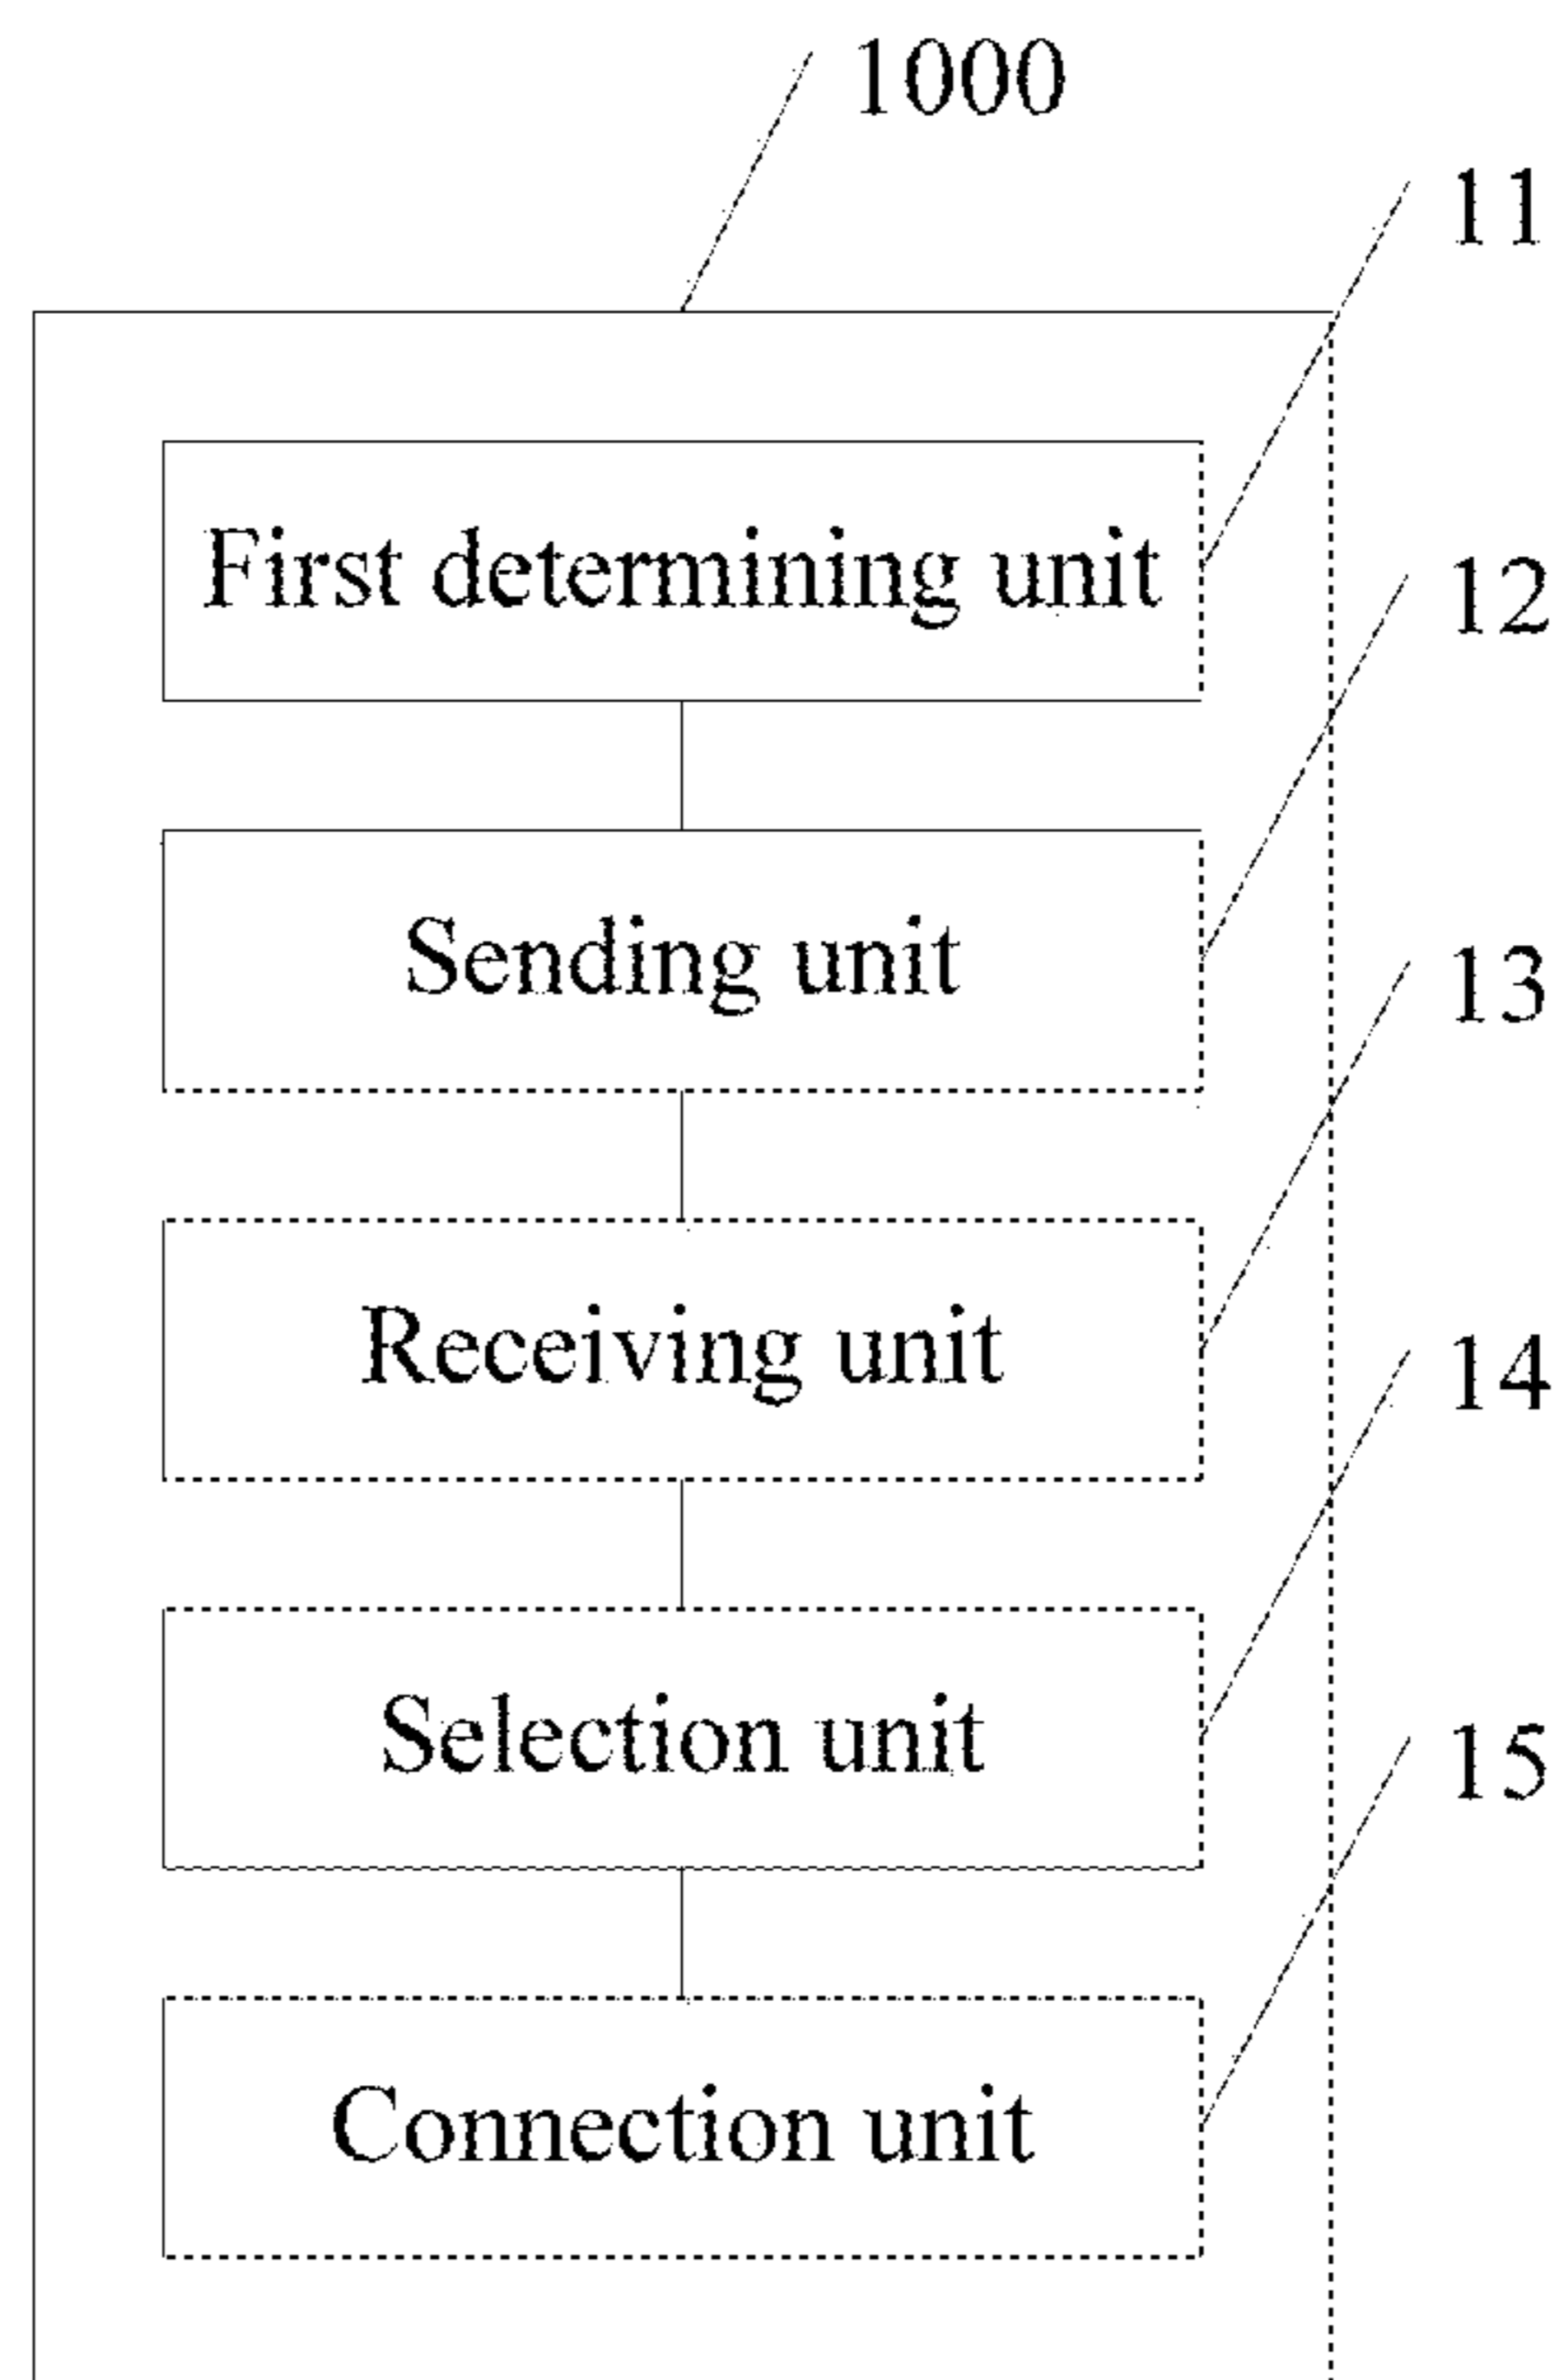 1000
11
First determining unit
12
Sending unit
13
Receiving unit
14
Selection unit
15
Connection unit